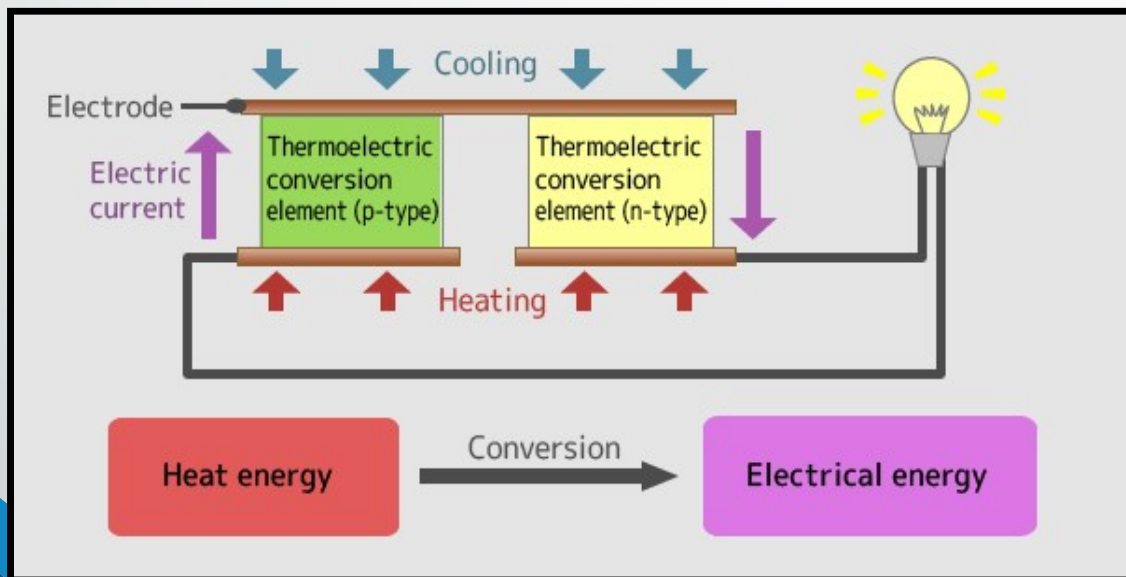 Cooling
Electrode
Electric
current
Thermoelectric
conversion
element (p-type)
Thermoelectric
conversion
element (n-type)
Heating
Heat energy
Conversion
Electrical energy